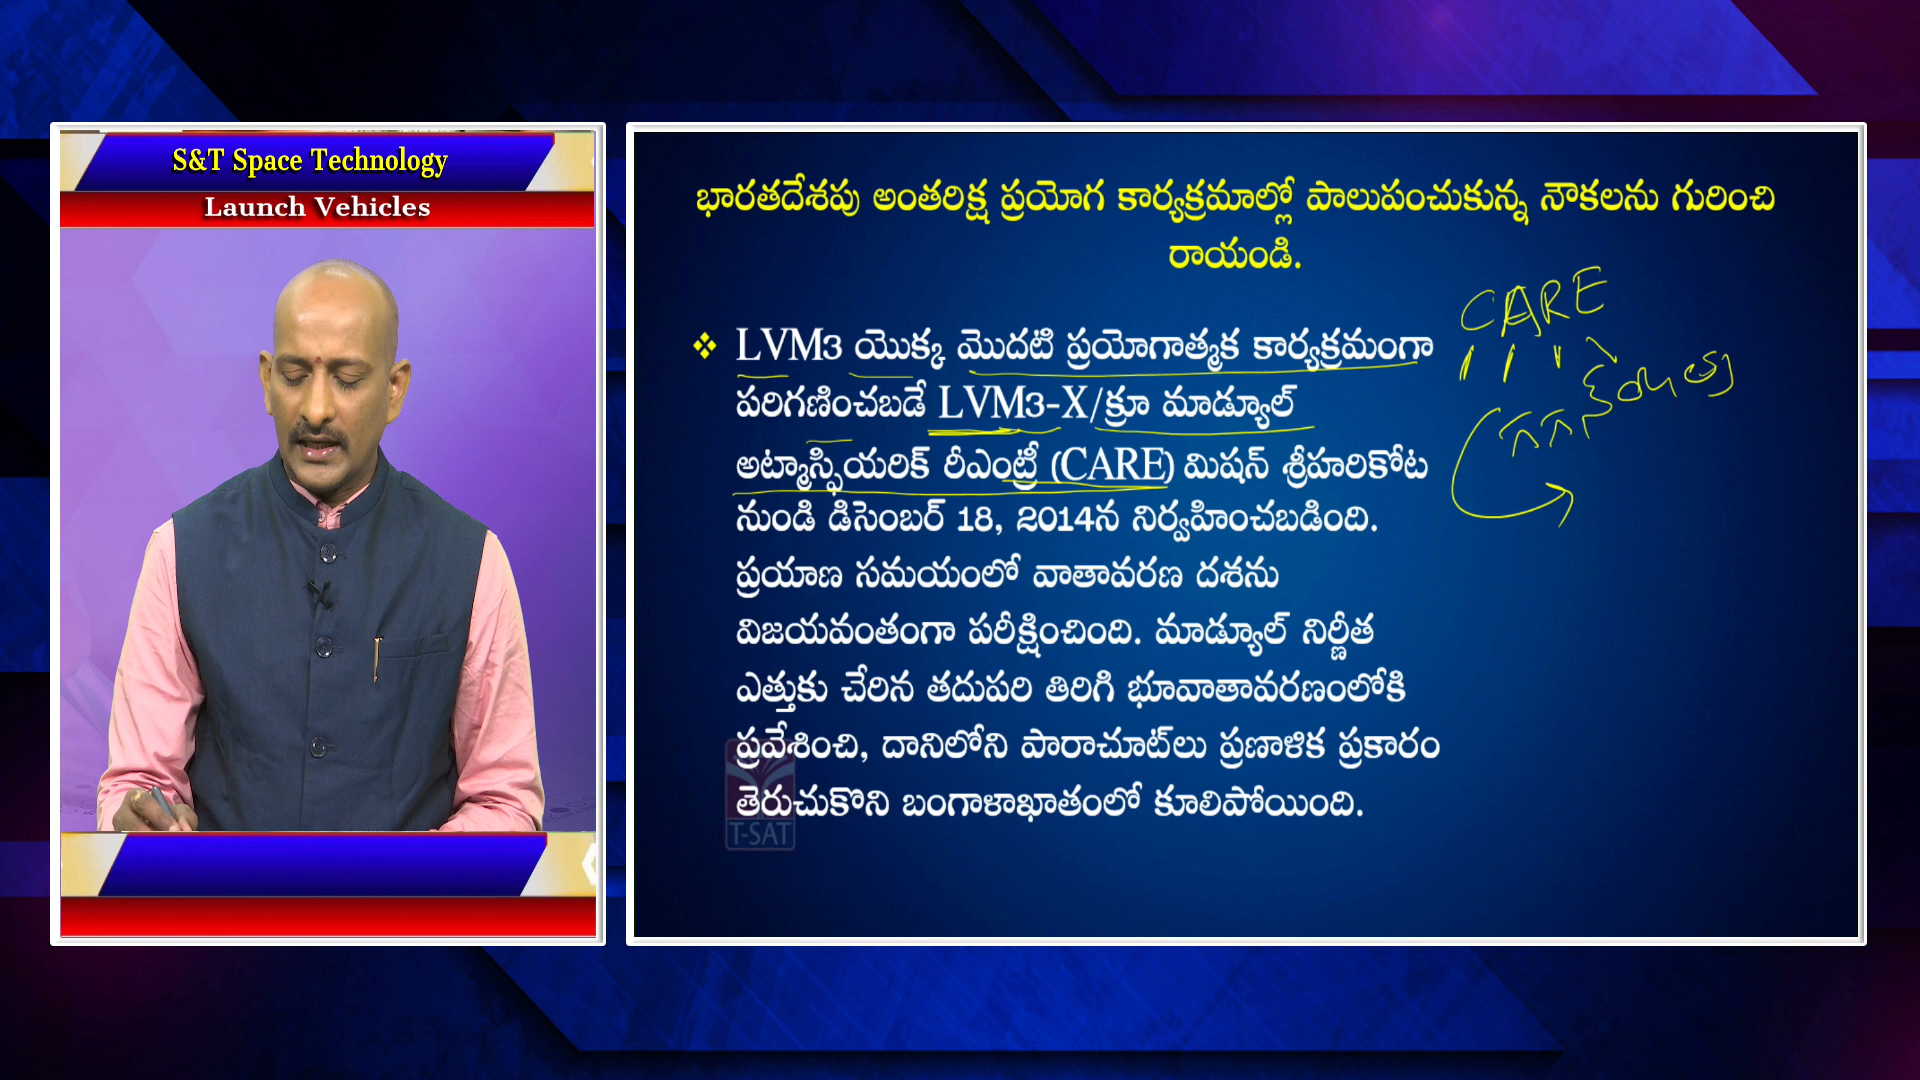 S&T Space Technology
Launch Vehicles
భారతదేశపు అంతరిక్ష ప్రయోగ కార్యక్రమాల్లో పాలుపంచుకున్న నౌకలను గురించి
రాయండి.
CARE
గగన్‌యాన్
❖ LVM3 యొక్క మొదటి ప్రయోగాత్మక కార్యక్రమంగా
పరిగణించబడే LVM3-X/క్రూ మాడ్యూల్
అట్మాస్ఫియరిక్ రీఎంట్రీ (CARE) మిషన్ శ్రీహరికోట
నుండి డిసెంబర్ 18, 2014న నిర్వహించబడింది.
ప్రయాణ సమయంలో వాతావరణ దశను
విజయవంతంగా పరీక్షించింది. మాడ్యూల్ నిర్ణీత
ఎత్తుకు చేరిన తదుపరి తిరిగి భూవాతావరణంలోకి
ప్రవేశించి, దానిలోని పారాచూట్‌లు ప్రణాళిక ప్రకారం
తెరుచుకొని బంగాళాఖాతంలో కూలిపోయింది.
T-SAT